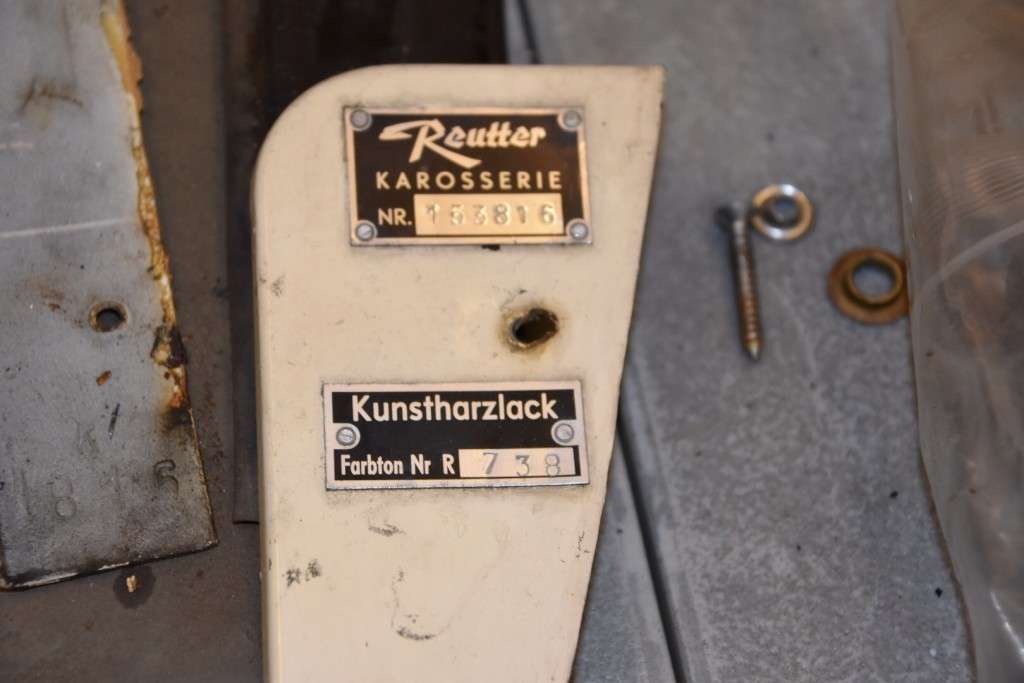 Reutter
KAROSSERIE
NR. 153816
Kunstharzlack
Farbton Nr R 738